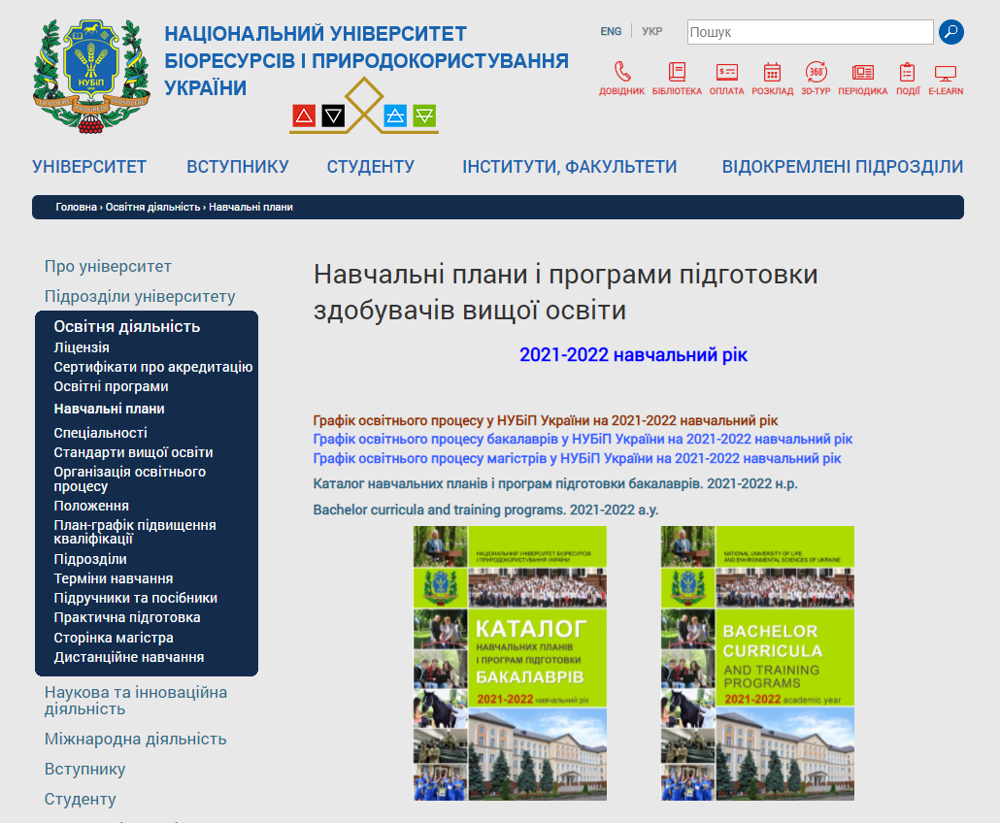 НАЦІОНАЛЬНИЙ УНІВЕРСИТЕТ
БІОРЕСУРСІВ І ПРИРОДОКОРИСТУВАННЯ
УКРАЇНИ
НУБіП
ENG
УКР
Пошук
ДОВІДНИК
БІБЛІОТЕКА
ОПЛАТА
РОЗКЛАД
3D-ТУР
ПЕРІОДИКА
ПОДІЇ
E-LEARN
360°
УНІВЕРСИТЕТ
ВСТУПНИКУ
СТУДЕНТУ
ІНСТИТУТИ, ФАКУЛЬТЕТИ
ВІДОКРЕМЛЕНІ ПІДРОЗДІЛИ
Головна › Освітня діяльність › Навчальні плани
Про університет
Підрозділи університету
Освітня діяльність
Ліцензія
Сертифікати про акредитацію
Освітні програми
Навчальні плани
Спеціальності
Стандарти вищої освіти
Організація освітнього
процесу
Положення
План-графік підвищення
кваліфікації
Підрозділи
Терміни навчання
Підручники та посібники
Практична підготовка
Сторінка магістра
Дистанційне навчання
Наукова та інноваційна
діяльність
Міжнародна діяльність
Вступнику
Студенту
Навчальні плани і програми підготовки
здобувачів вищої освіти
2021-2022 навчальний рік
Графік освітнього процесу у НУБіП України на 2021-2022 навчальний рік
Графік освітнього процесу бакалаврів у НУБіП України на 2021-2022 навчальний рік
Графік освітнього процесу магістрів у НУБіП України на 2021-2022 навчальний рік
Каталог навчальних планів і програм підготовки бакалаврів. 2021-2022 н.р.
Bachelor curricula and training programs. 2021-2022 a.y.
НАЦІОНАЛЬНИЙ УНІВЕРСИТЕТ БІОРЕСУРСІВ
І ПРИРОДОКОРИСТУВАННЯ УКРАЇНИ
КАТАЛОГ
НАВЧАЛЬНИХ ПЛАНІВ
І ПРОГРАМ ПІДГОТОВКИ
БАКАЛАВРІВ
2021-2022 навчальний рік
NATIONAL UNIVERSITY OF LIFE
AND ENVIRONMENTAL SCIENCES OF UKRAINE
BACHELOR
CURRICULA
AND TRAINING
PROGRAMS
2021-2022 academic year